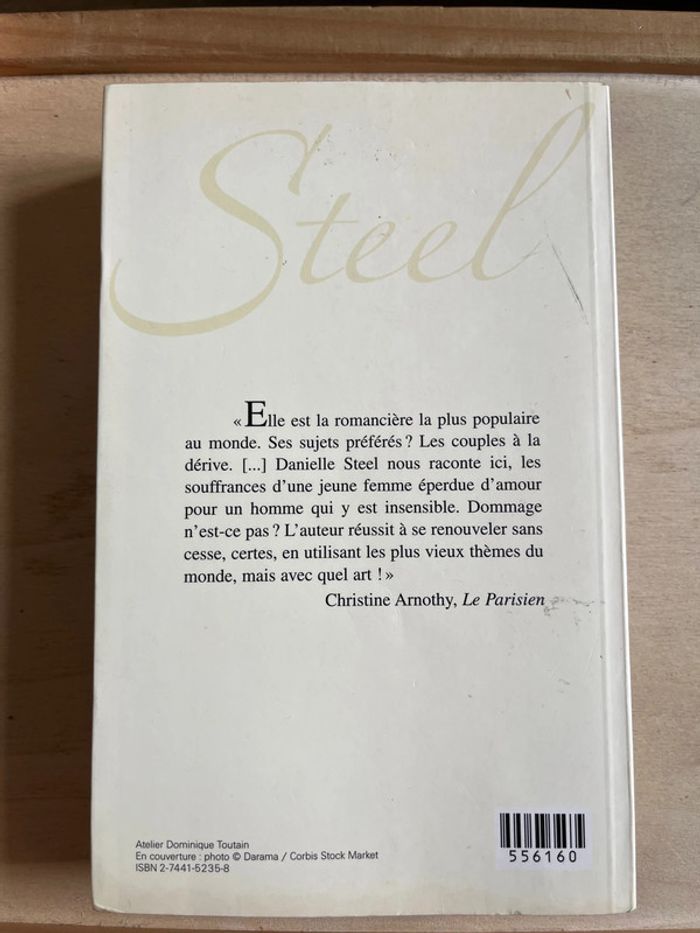 Steel
« Elle est la romancière la plus populaire
au monde. Ses sujets préférés ? Les couples à la
dérive. [...] Danielle Steel nous raconte ici, les
souffrances d'une jeune femme éperdue d'amour
pour un homme qui y est insensible. Dommage
n'est-ce pas ? L'auteur réussit à se renouveler sans
cesse, certes, en utilisant les plus vieux thèmes du
monde, mais avec quel art ! »
Christine Arnothy, Le Parisien
Atelier Dominique Toutain
En couverture : photo © Darama / Corbis Stock Market
ISBN 2-7441-5235-8
556160